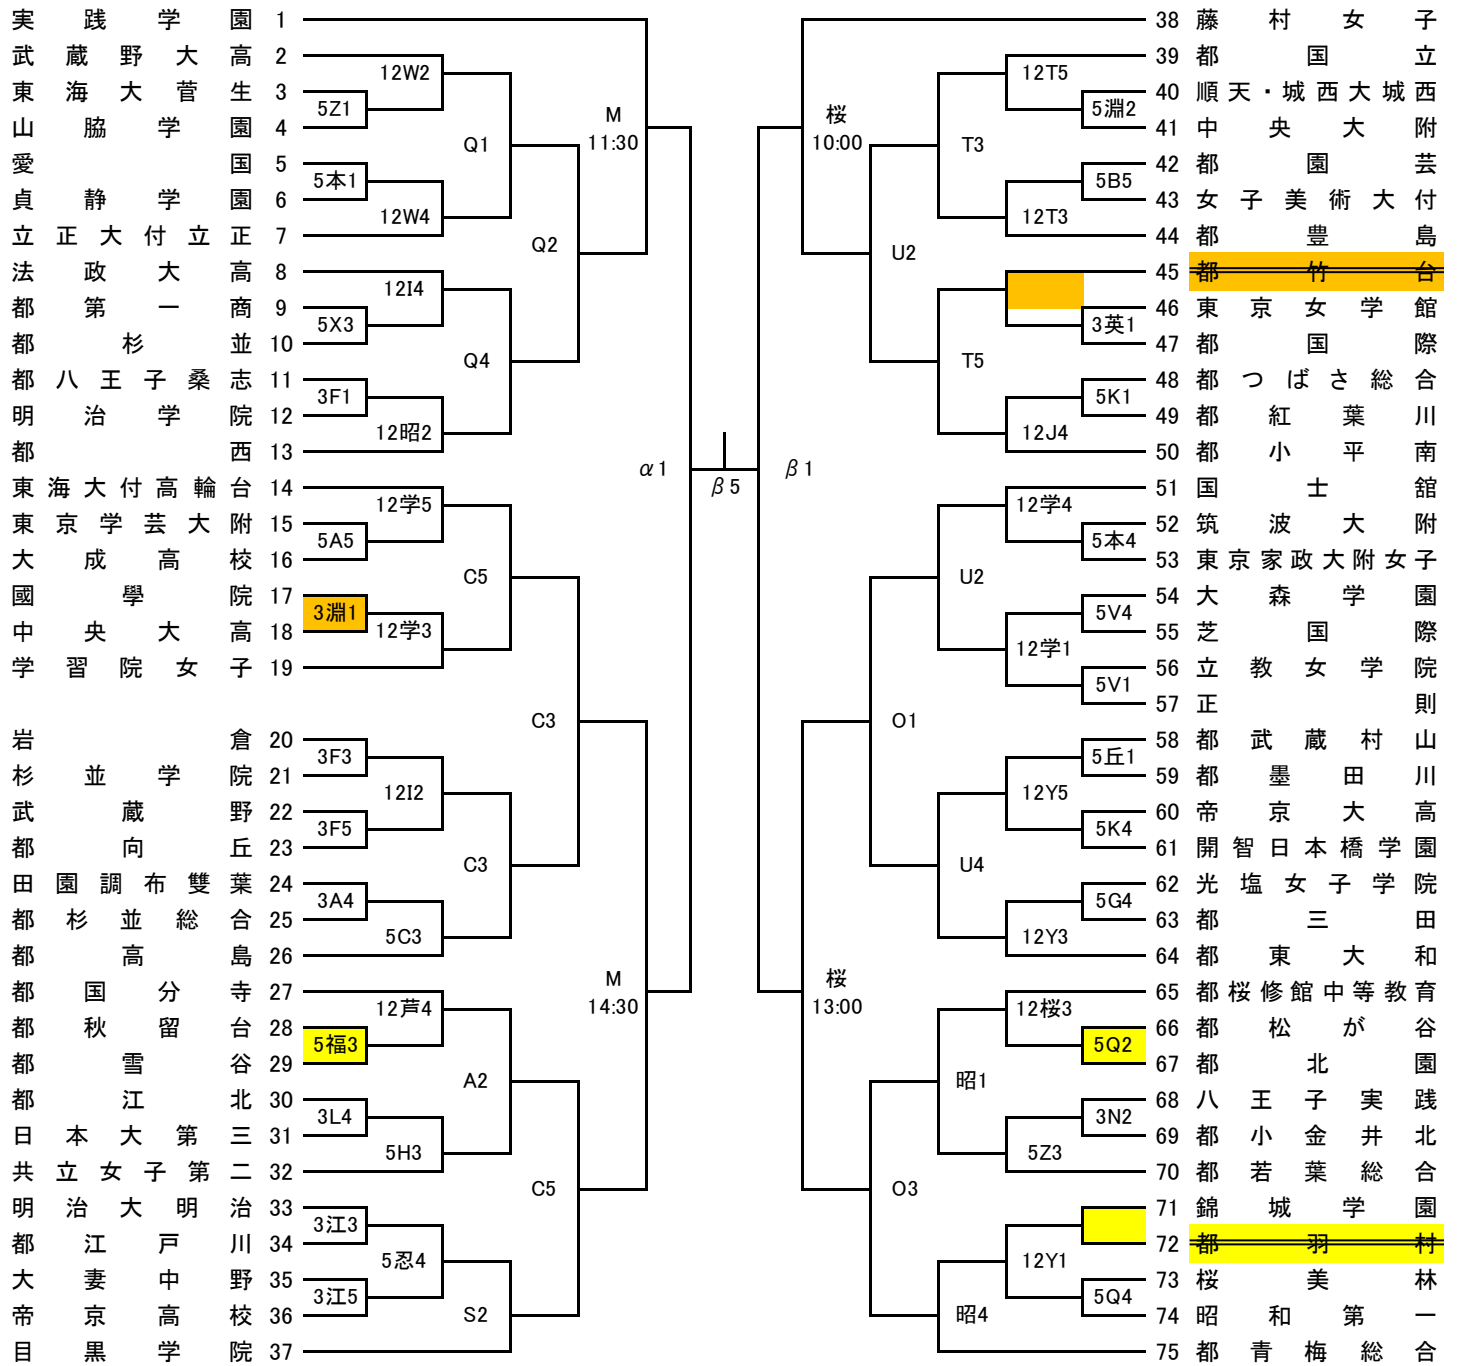 実践学園 1
武蔵野大高 2
12W2
東海大菅生 3
5Z1
山脇学園 4
Q1
愛国 5
5本1
貞静学園 6
12W4
立正大付立正 7
Q2
M
11:30
法政大高 8
12I4
都第一商 9
5X3
都杉並 10
Q4
都八王子桑志 11
3F1
明治学院 12
12昭2
都西 13
α1
東海大付高輪台 14
12学5
東京学芸大附 15
5A5
大成高校 16
C5
國學院 17
3淵1
中央大高 18
12学3
学習院女子 19
C3
岩倉 20
3F3
杉並学院 21
12I2
武蔵野 22
3F5
都向丘 23
C3
田園調布雙葉 24
3A4
都杉並総合 25
5C3
都高島 26
M
14:30
都国分寺 27
12芦4
都秋留台 28
5福3
都雪谷 29
A2
都江北 30
3L4
日本大第三 31
5H3
共立女子第二 32
C5
明治大明治 33
3江3
都江戸川 34
5忍4
大妻中野 35
3江5
帝京高校 36
S2
目黒学院 37
β5
β1
38 藤村女子
39 都国立
12T5
40 順天・城西大城西
5淵2
41 中央大附
桜
10:00
T3
42 都園芸
5B5
43 女子美術大付
12T3
44 都豊島
U2
45 都竹台
46 東京女学館
3英1
47 都国際
T5
48 都つばさ総合
5K1
49 都紅葉川
12J4
50 都小平南
51 国士舘
12学4
52 筑波大附
5本4
53 東京家政大附女子
U2
54 大森学園
5V4
55 芝国際
12学1
56 立教女学院
5V1
57 正則
O1
58 都武蔵村山
5丘1
59 都墨田川
12Y5
60 帝京大高
5K4
61 開智日本橋学園
U4
62 光塩女子学院
5G4
63 都三田
12Y3
64 都東大和
桜
13:00
65 都桜修館中等教育
12桜3
66 都松が谷
5Q2
67 都北園
昭1
68 八王子実践
3N2
69 都小金井北
5Z3
70 都若葉総合
O3
71 錦城学園
72 都羽村
12Y1
73 桜美林
5Q4
74 昭和第一
昭4
75 都青梅総合